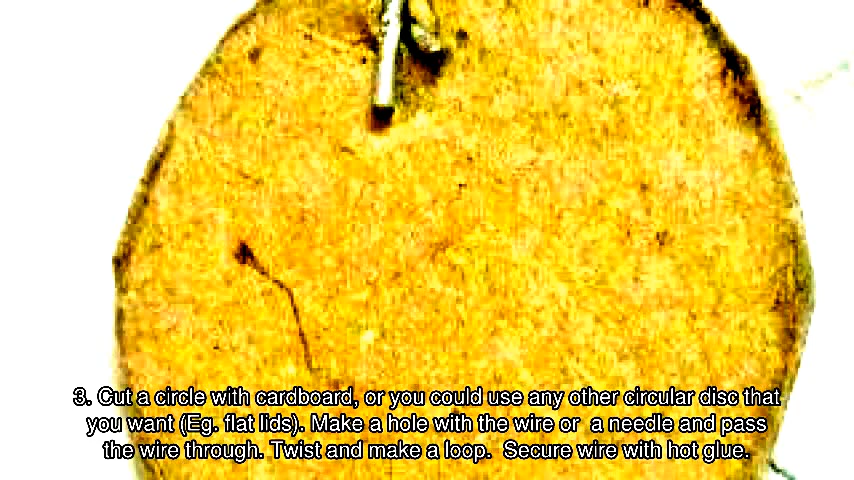 3. Cut a circle with cardboard, or you could use any other circular disc that
you want (Eg. flat lids). Make a hole with the wire or  a needle and pass
the wire through. Twist and make a loop.  Secure wire with hot glue.